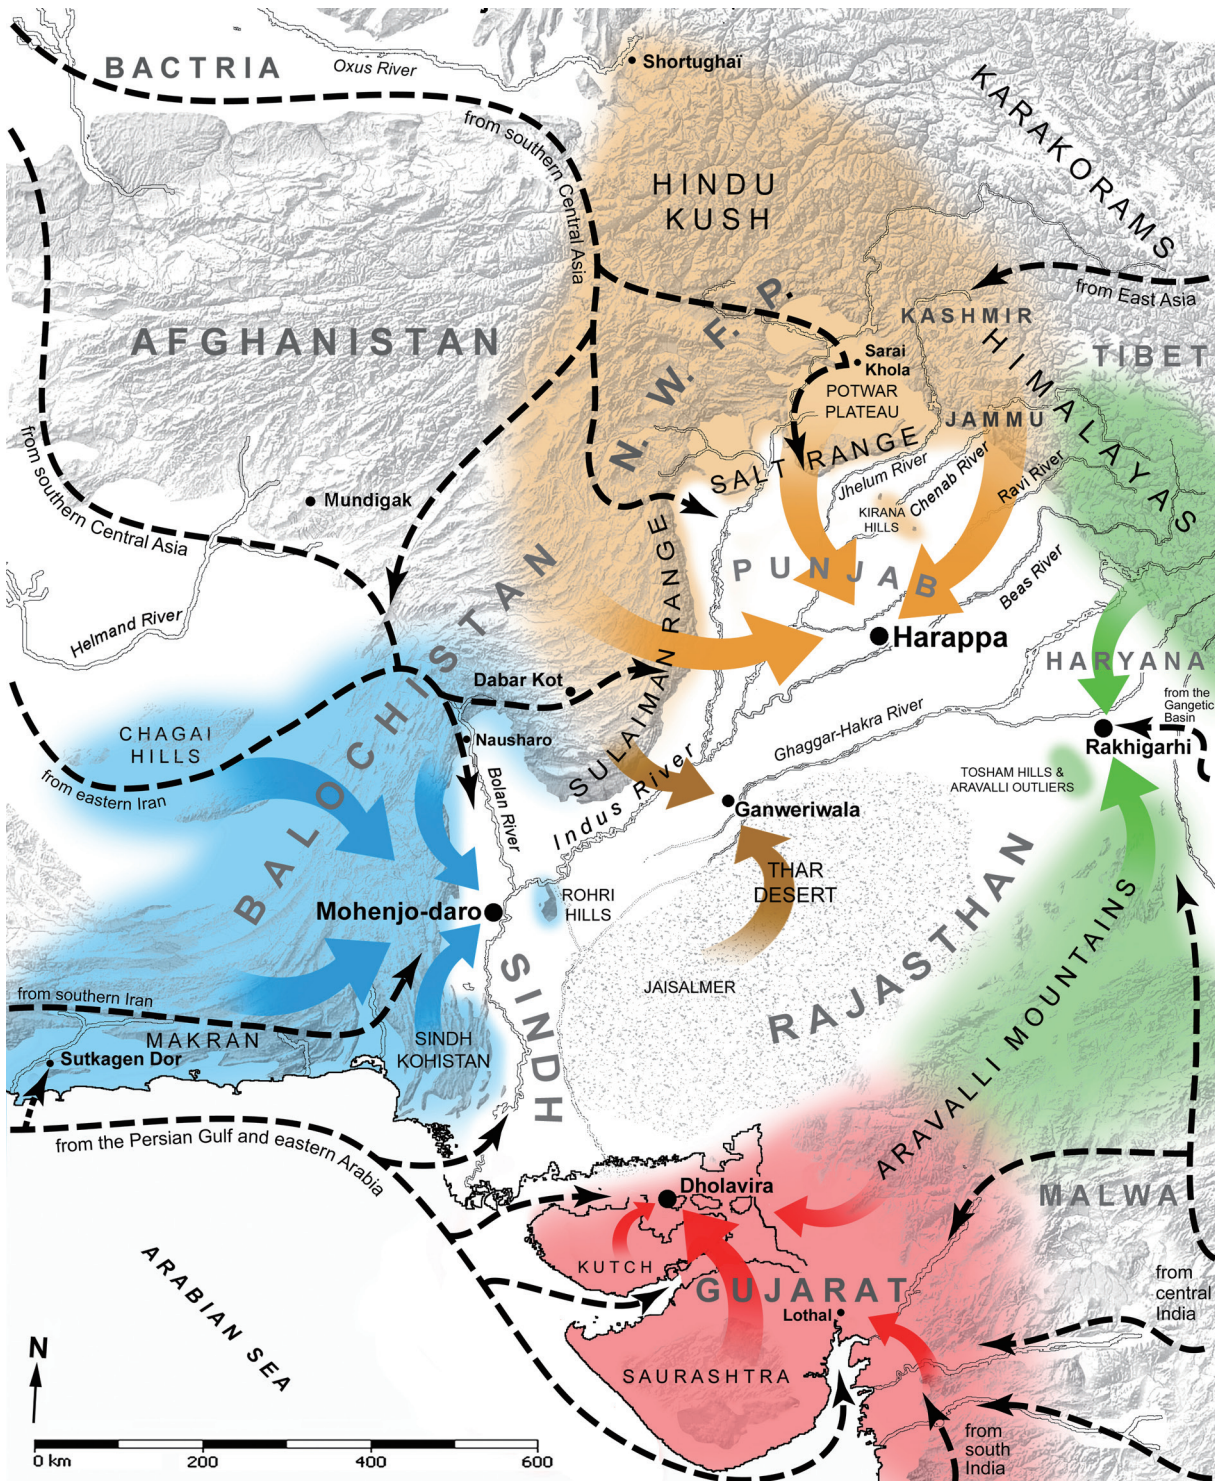 BACTRIA
Oxus River
Shortughaï
KARAKORAMS
from southern Central Asia
HINDU
KUSH
from East Asia
KASHMIR
HIMALAYAS
TIBET
AFGHANISTAN
N. W. F. P.
Sarai
Khola
POTWAR
PLATEAU
JAMMU
SALT RANGE
Jhelum River
Chenab River
Ravi River
from southern Central Asia
Mundigak
KIRANA
HILLS
PUNJAB
Beas River
Helmand River
Harappa
HARYANA
BALOCHISTAN
SULAIMAN RANGE
Dabar Kot
from the
Gangetic
Basin
CHAGAI
HILLS
Nausharo
Ghaggar-Hakra River
Rakhigarhi
from eastern Iran
Bolan River
Indus River
TOSHAM HILLS &
ARAVALLI OUTLIERS
Ganweriwala
THAR
DESERT
ROHRI
HILLS
Mohenjo-daro
SINDH
JAISALMER
RAJASTHAN
ARAVALLI MOUNTAINS
from southern Iran
MAKRAN
SINDH
KOHISTAN
Sutkagen Dor
from the Persian Gulf and eastern Arabia
Dholavira
MALWA
KUTCH
GUJARAT
Lothal
from
central
India
ARABIAN SEA
SAURASHTRA
N
from
south
India
0 km
200
400
600